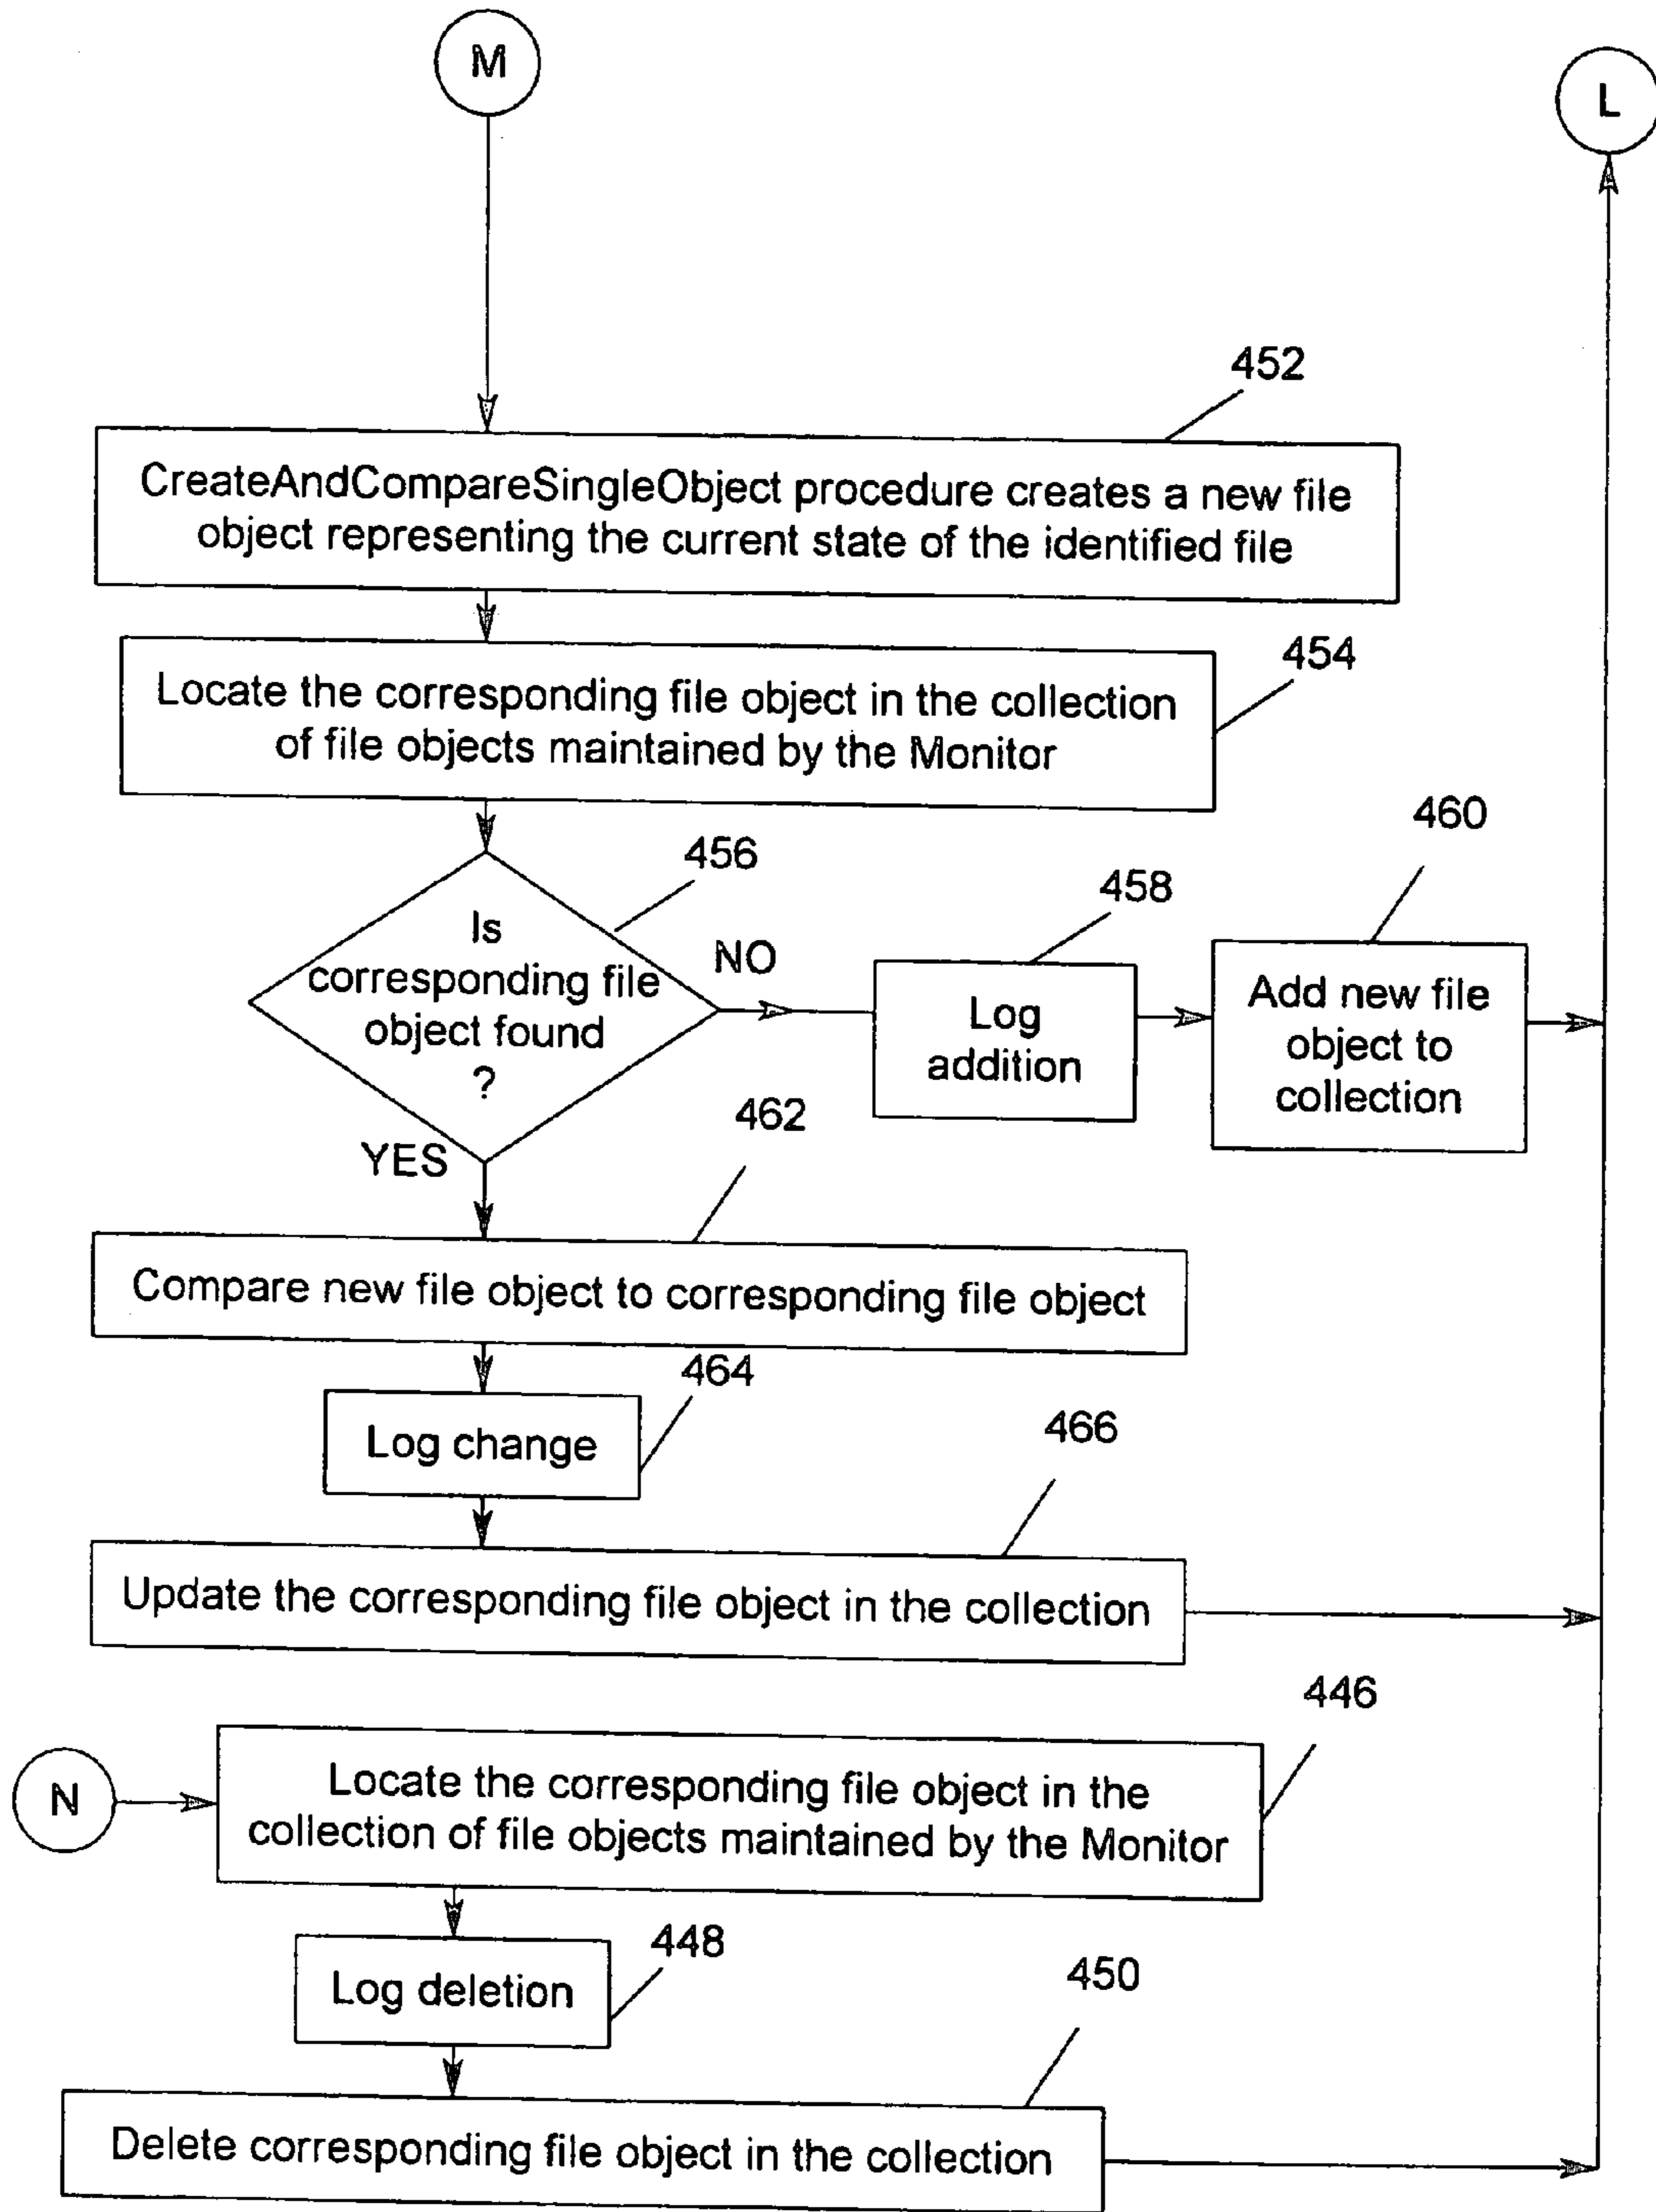 M
L
452
CreateAndCompareSingleObject procedure creates a new file
object representing the current state of the identified file
454
Locate the corresponding file object in the collection
of file objects maintained by the Monitor
456
Is
corresponding file
object found
?
NO
YES
458
Log
addition
460
Add new file
object to
collection
462
Compare new file object to corresponding file object
464
Log change
466
Update the corresponding file object in the collection
446
N
Locate the corresponding file object in the
collection of file objects maintained by the Monitor
448
Log deletion
450
Delete corresponding file object in the collection